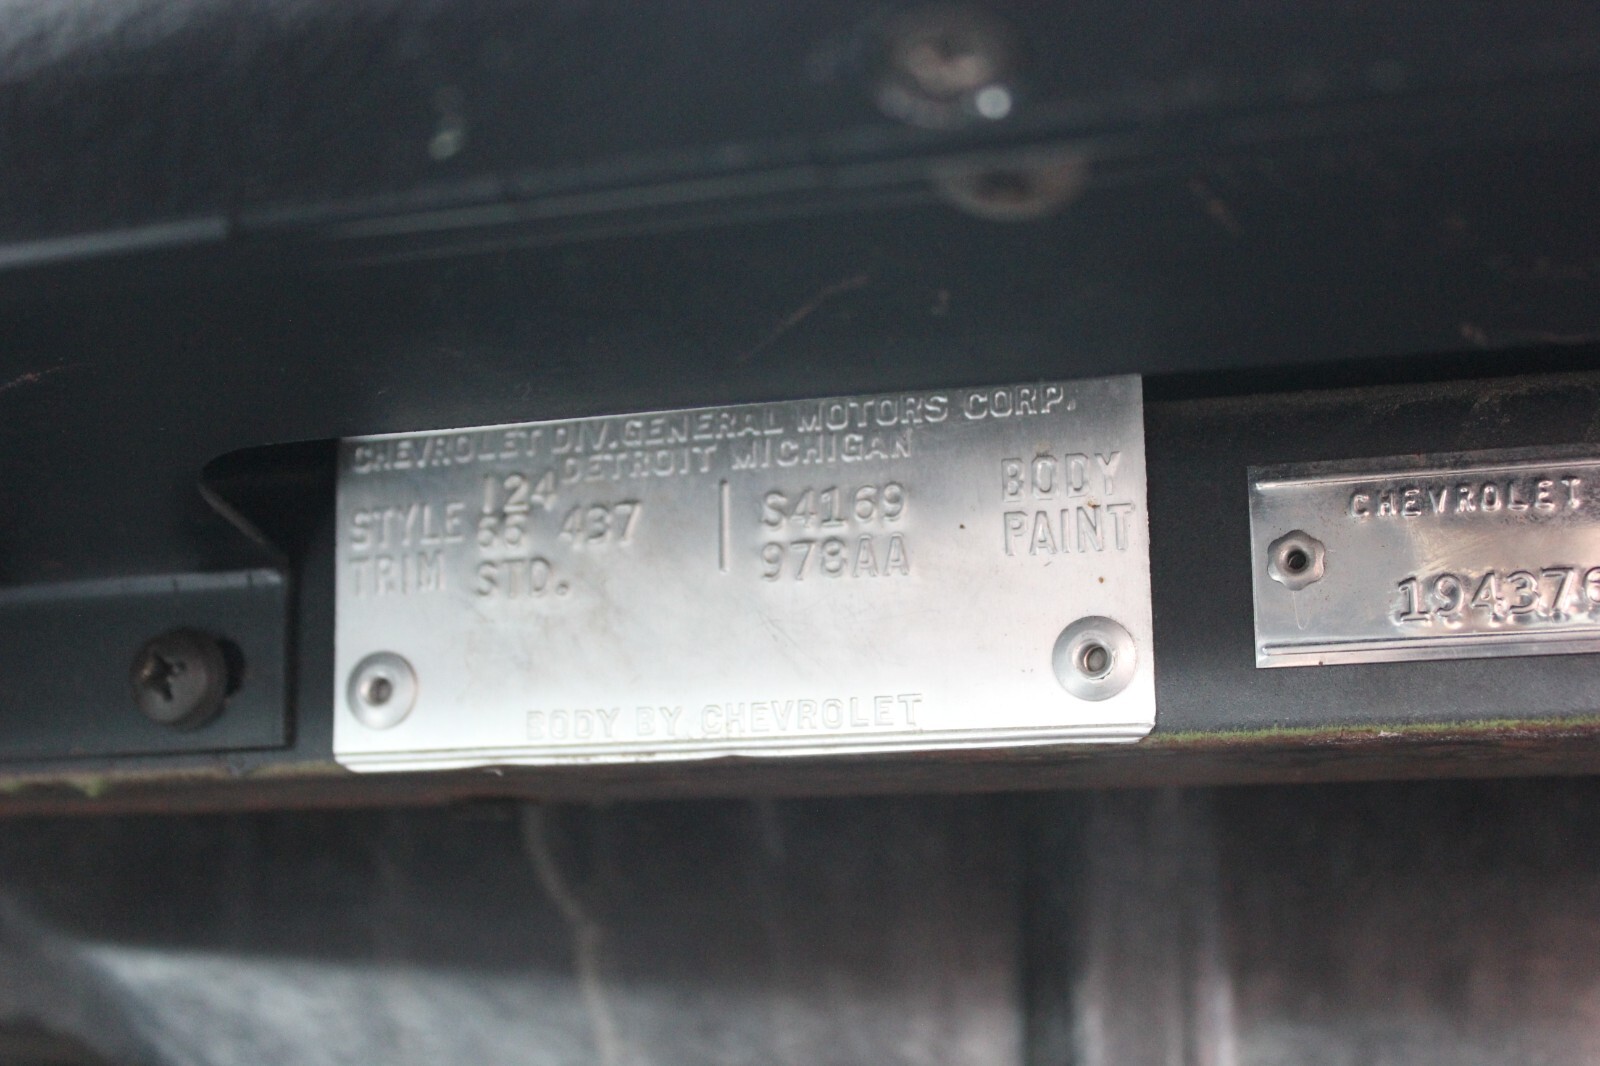 CHEVROLET DIV. GENERAL MOTORS CORP.
DETROIT MICHIGAN
124
STYLE 66 437 | S4169 BODY
TRIM STD. 978AA PAINT
BODY BY CHEVROLET
CHEVROLET
194376